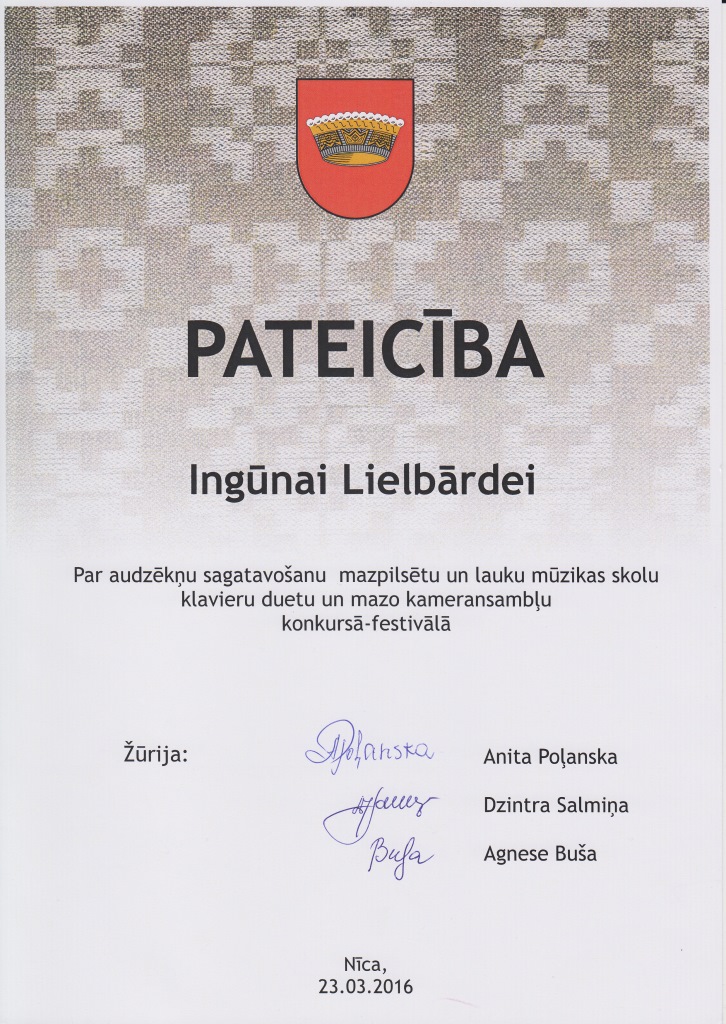 PATEICĪBA
Ingūnai Lielbārdei
Par audzēkņu sagatavošanu mazpilsētu un lauku mūzikas skolu
klavieru duetu un mazo kameransambļu
konkursā-festivālā
Žūrija:
APoļanska Anita Poļanska
Dzintra Salmiņa
Buša Agnese Buša
Nīca,
23.03.2016